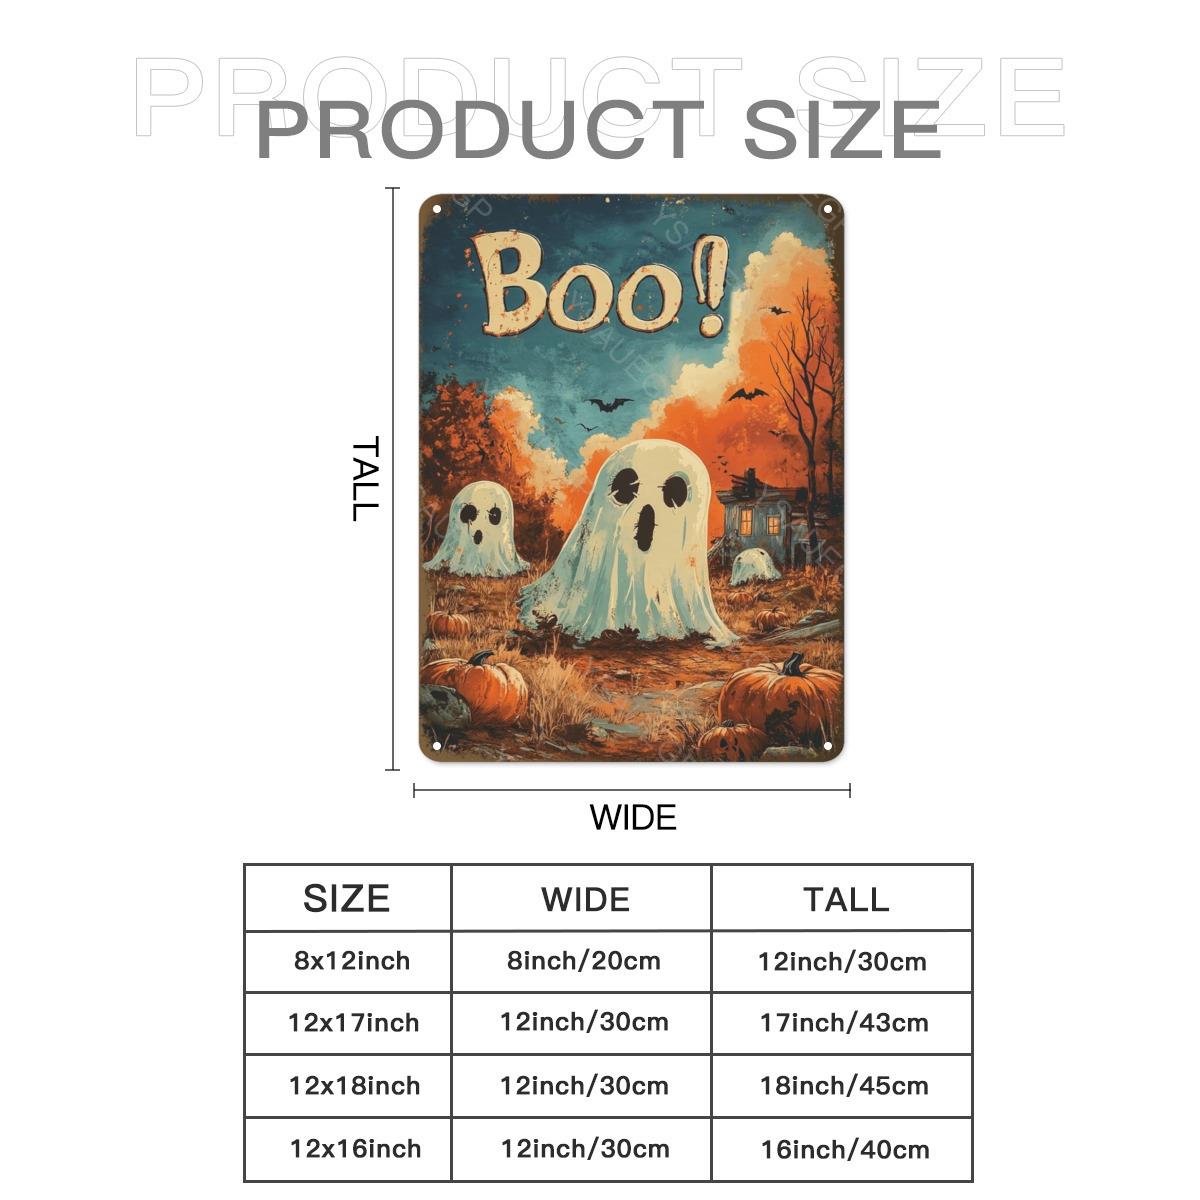 PRODUCT SIZE
PRODUCT SIZE
Boo!
TALL
WIDE
SIZE WIDE TALL
8x12inch 8inch/20cm 12inch/30cm
12x17inch 12inch/30cm 17inch/43cm
12x18inch 12inch/30cm 18inch/45cm
12x16inch 12inch/30cm 16inch/40cm